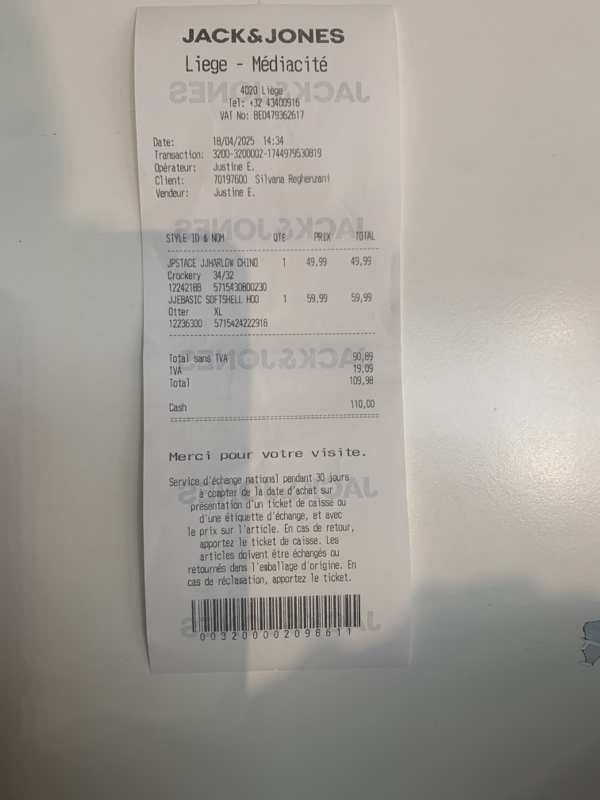 JACK&JONES
Liege - Médiacité
4020 Liège
Tel: +32 43400916
VAT No: BE0479362617
Date: 18/04/2025 14:34
Transaction: 3200-3200002-1744979530819
Opérateur: Justine E.
Client: 70197600 Silvana Reghenzani
Vendeur: Justine E.
STYLE ID & NOM QTÉ PRIX TOTAL
JPSTACE JJHARLOW CHINO 1 49,99 49,99
Crockery 34/32
12242188 5715430800230
JJEBASIC SOFTSHELL HOO 1 59,99 59,99
Otter XL
12236300 5715424222918
Total sans TVA 90,89
TVA 19,09
Total 109,98
Cash 110,00
Merci pour votre visite.
Service d'échange national pendant 30 jours
à compter de la date d'achat sur
présentation d'un ticket de caisse ou
d'une étiquette d'échange, et avec
le prix sur l'article. En cas de retour,
apportez le ticket de caisse. Les
articles doivent être échangés ou
retournés dans l'emballage d'origine. En
cas de réclamation, apportez le ticket.
003200002098611